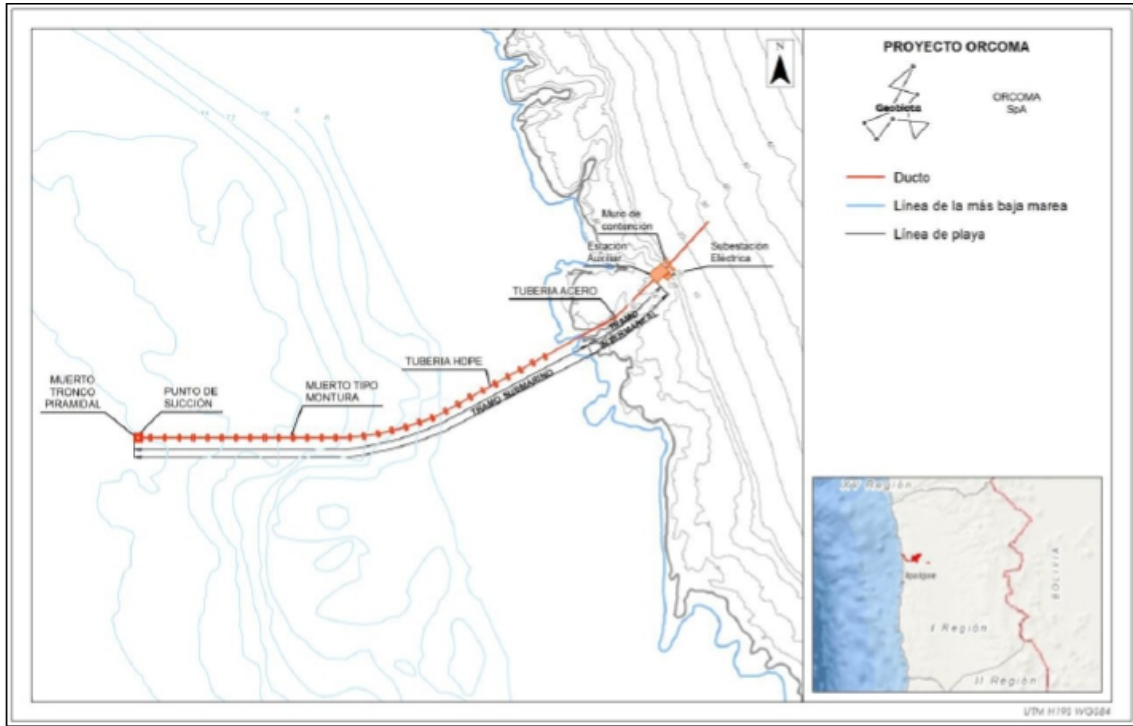 PROYECTO ORCOMA
Geobiota
ORCOMA
SpA
Ducto
Línea de la más baja marea
Línea de playa
N
Muro de
contención
Estación
Auxiliar
Subestación
Eléctrica
TUBERIA ACERO
TRAMO
TUBERIA HDPE
TRAMO SUBMARINO
MUERTO
TRONCO
PIRAMIDAL
PUNTO DE
SUCCIÓN
MUERTO TIPO
MONTURA
XV Región
BOLIVIA
I Región
II Región
UTM H19S WGS84